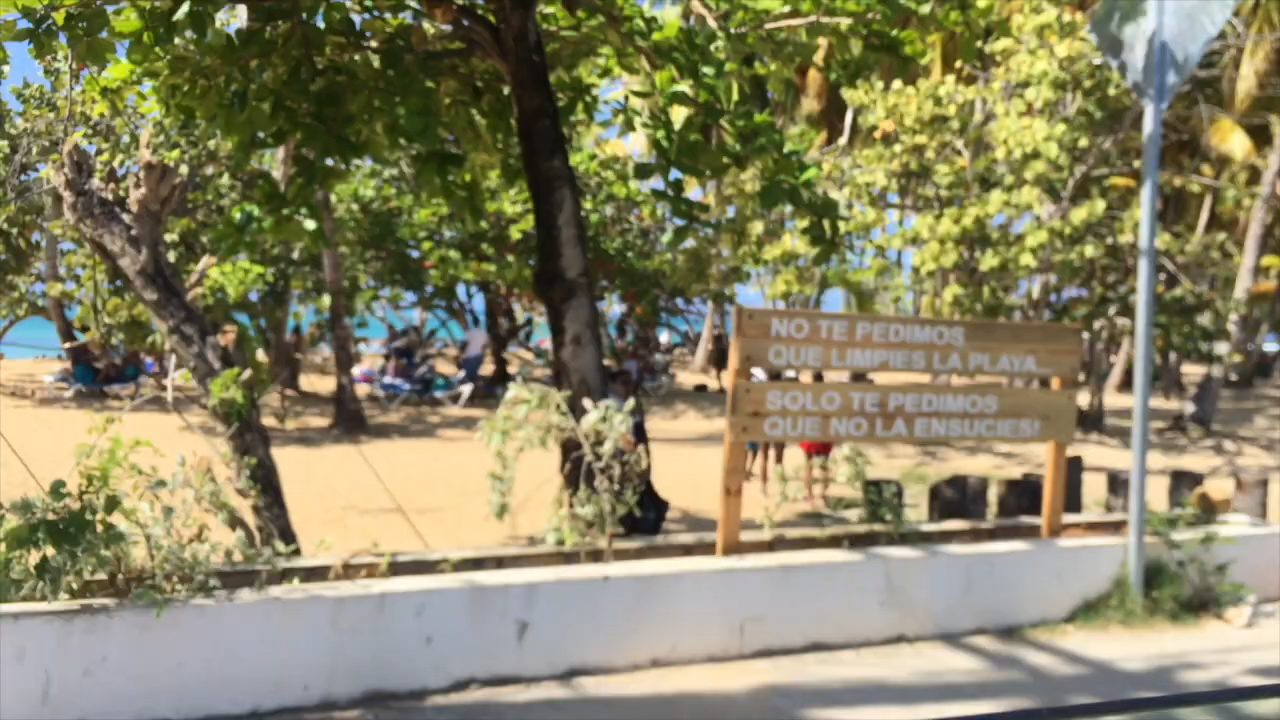 NO TE PEDIMOS
QUE LIMPIES LA PLAYA...
SOLO TE PEDIMOS
QUE NO LA ENSUCIES!